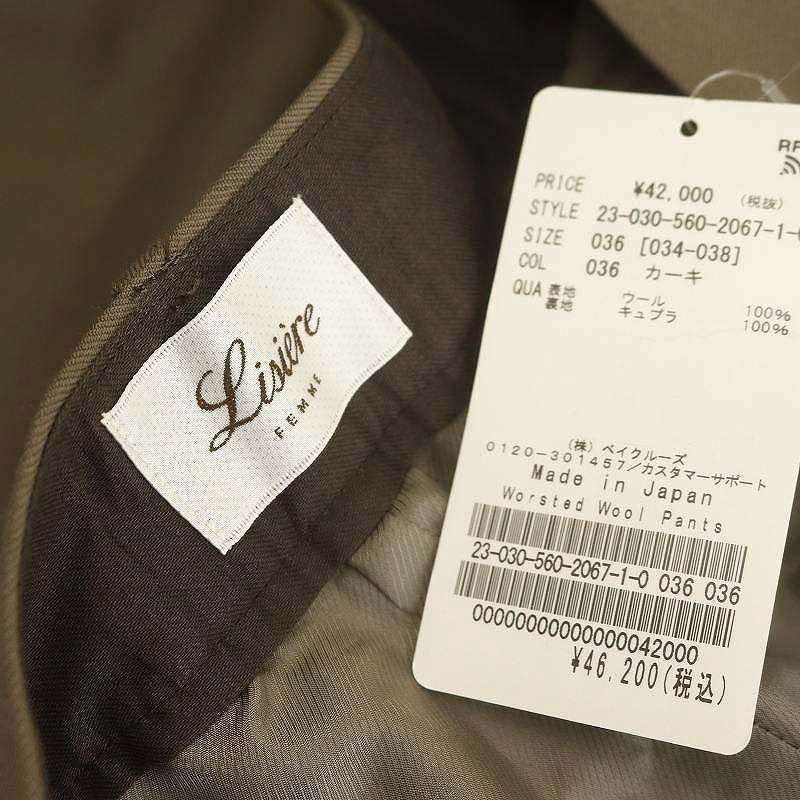 Lisière
FEMME
RF
PRICE ¥42,000 (税抜)
STYLE 23-030-560-2067-1-0
SIZE 036 [034-038]
COL 036 カーキ
QUA 表地 ウール 100%
裏地 キュプラ 100%
(株) ベイクルーズ
0120-301457/カスタマーサポート
Made in Japan
Worsted Wool Pants
23-030-560-2067-1-0 036 036
0000000000000042000
¥46,200(税込)